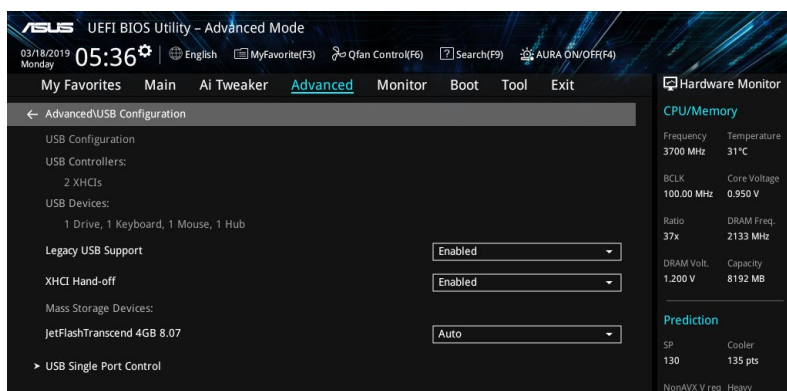 ASUS UEFI BIOS Utility – Advanced Mode
03/18/2019 Monday 05:36 English MyFavorite(F3) Qfan Control(F6) ? Search(F9) AURA ON/OFF(F4)
My Favorites Main Ai Tweaker Advanced Monitor Boot Tool Exit
Hardware Monitor
← Advanced\USB Configuration
USB Configuration
USB Controllers:
2 XHCIs
USB Devices:
1 Drive, 1 Keyboard, 1 Mouse, 1 Hub
Legacy USB Support Enabled
XHCI Hand-off Enabled
Mass Storage Devices:
JetFlashTranscend 4GB 8.07 Auto
> USB Single Port Control
CPU/Memory
Frequency Temperature
3700 MHz 31°C
BCLK Core Voltage
100.00 MHz 0.950 V
Ratio DRAM Freq.
37x 2133 MHz
DRAM Volt. Capacity
1.200 V 8192 MB
Prediction
SP Cooler
130 135 pts
NonAVX V req Heavy